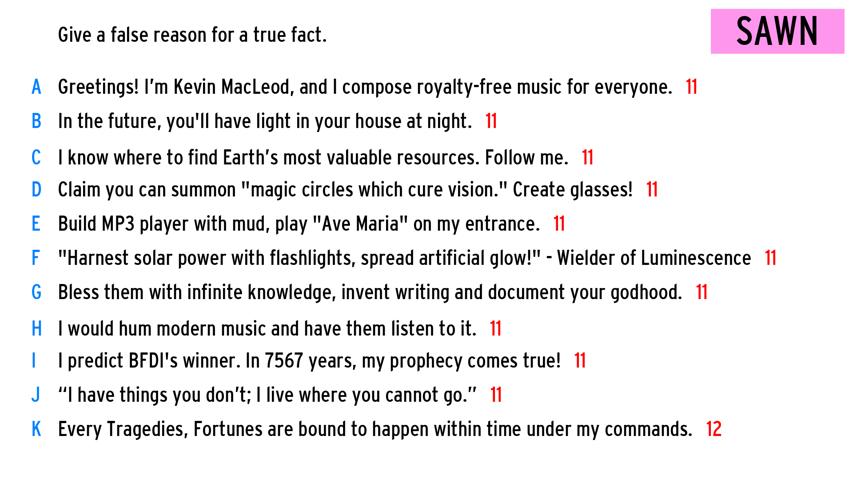 Give a false reason for a true fact.
SAWN
A Greetings! I'm Kevin MacLeod, and I compose royalty-free music for everyone. 11
B In the future, you'll have light in your house at night. 11
C I know where to find Earth's most valuable resources. Follow me. 11
D Claim you can summon "magic circles which cure vision." Create glasses! 11
E Build MP3 player with mud, play "Ave Maria" on my entrance. 11
F "Harnest solar power with flashlights, spread artificial glow!" - Wielder of Luminescence 11
G Bless them with infinite knowledge, invent writing and document your godhood. 11
H I would hum modern music and have them listen to it. 11
I I predict BFDI's winner. In 7567 years, my prophecy comes true! 11
J “I have things you don't; I live where you cannot go.” 11
K Every Tragedies, Fortunes are bound to happen within time under my commands. 12